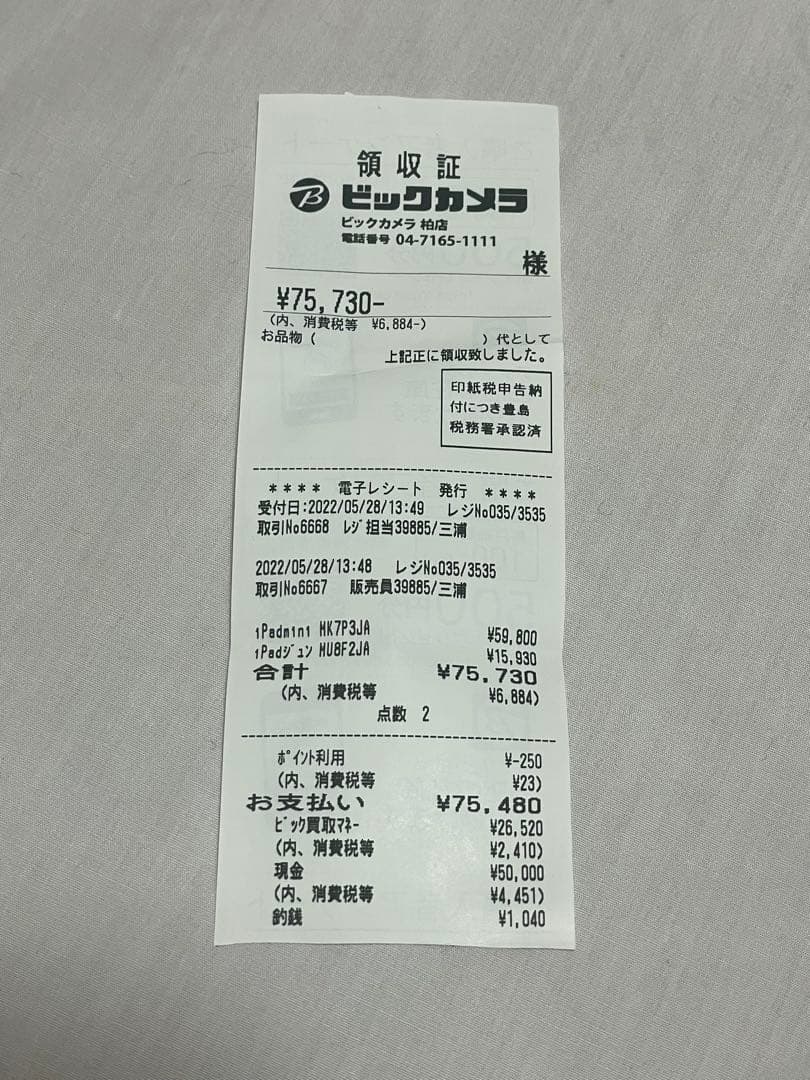 領収証
ビックカメラ
ビックカメラ 柏店
電話番号 04-7165-1111
様
¥75,730-
(内、消費税等 ¥6,884-)
お品物( )代として
上記正に領収致しました。
印紙税申告納
付につき豊島
税務署承認済
**** 電子レシート 発行 ****
受付日:2022/05/28/13:49 レジNo035/3535
取引No6668 レジ担当39885/三浦
2022/05/28/13:48 レジNo035/3535
取引No6667 販売員39885/三浦
iPadmini MK7P3JA ¥59,800
iPadジュン MU8F2JA ¥15,930
合計 ¥75,730
(内、消費税等 ¥6,884)
点数 2
ポイント利用 ¥-250
(内、消費税等 ¥23)
お支払い ¥75,480
ビック買取マネー ¥26,520
(内、消費税等 ¥2,410)
現金 ¥50,000
(内、消費税等 ¥4,451)
釣銭 ¥1,040